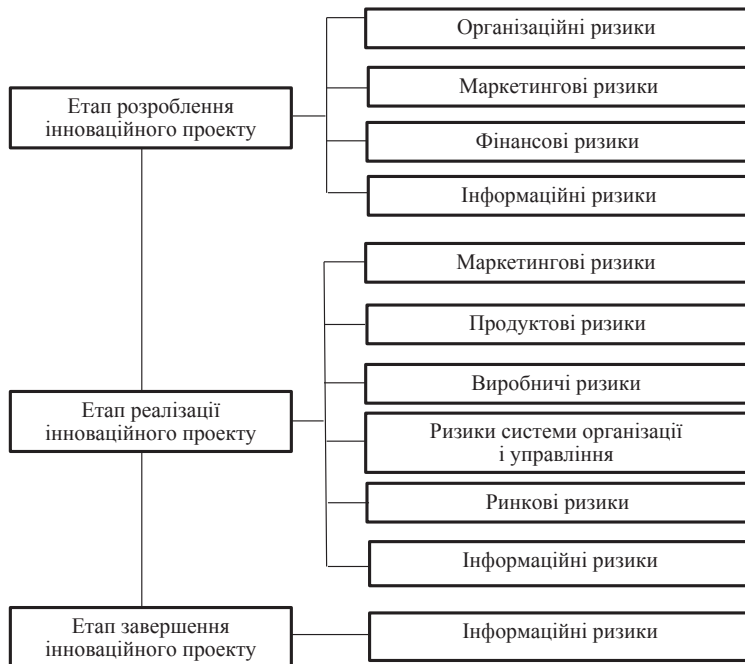 Етап розроблення
інноваційного проекту
Організаційні ризики
Маркетингові ризики
Фінансові ризики
Інформаційні ризики
Етап реалізації
інноваційного проекту
Маркетингові ризики
Продуктові ризики
Виробничі ризики
Ризики системи організації
і управління
Ринкові ризики
Інформаційні ризики
Етап завершення
інноваційного проекту
Інформаційні ризики